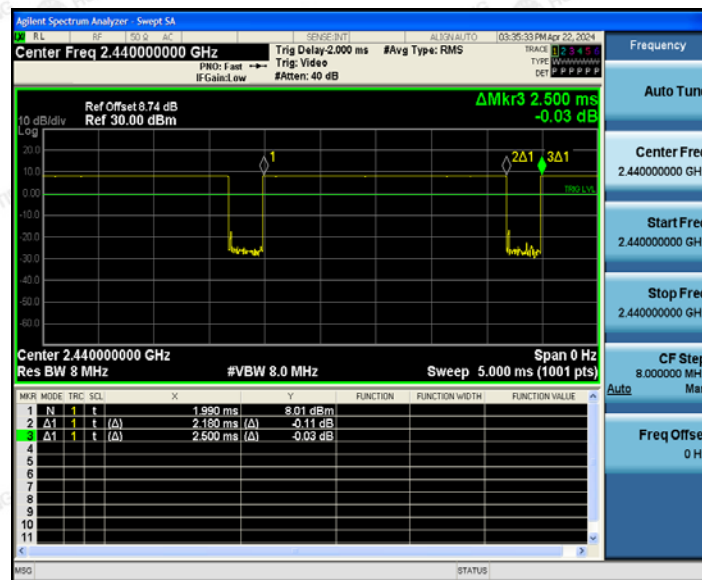 Agilent Spectrum Analyzer - Swept SA
RL RF 50 Ω AC SENSE:INT ALIGN AUTO 03:35:33 PM Apr 22, 2024
Center Freq 2.440000000 GHz
PNO: Fast
IFGain:Low
Trig Delay-2.000 ms
Trig: Video
#Atten: 40 dB
#Avg Type: RMS
TRACE 1 2 3 4 5 6
TYPE WWWWWW
DET P P P P P P
ΔMkr3 2.500 ms
-0.03 dB
Ref Offset 8.74 dB
10 dB/div Ref 30.00 dBm
Log
20.0
10.0
0.00
-10.0
-20.0
-30.0
-40.0
-50.0
-60.0
1
2Δ1
3Δ1
TRIG LVL
Center 2.440000000 GHz Span 0 Hz
Res BW 8 MHz #VBW 8.0 MHz Sweep 5.000 ms (1001 pts)
MKR MODE TRC SCL X Y FUNCTION FUNCTION WIDTH FUNCTION VALUE
1 N 1 t 1.990 ms 8.01 dBm
2 Δ1 1 t (Δ) 2.180 ms (Δ) -0.11 dB
3 Δ1 1 t (Δ) 2.500 ms (Δ) -0.03 dB
4
5
6
7
8
9
10
11
MSG STATUS
Frequency
Auto Tun
Center Fre
2.440000000 GH
Start Fre
2.440000000 GH
Stop Fre
2.440000000 GH
CF Step
8.000000 MH
Auto Ma
Freq Offse
0 H